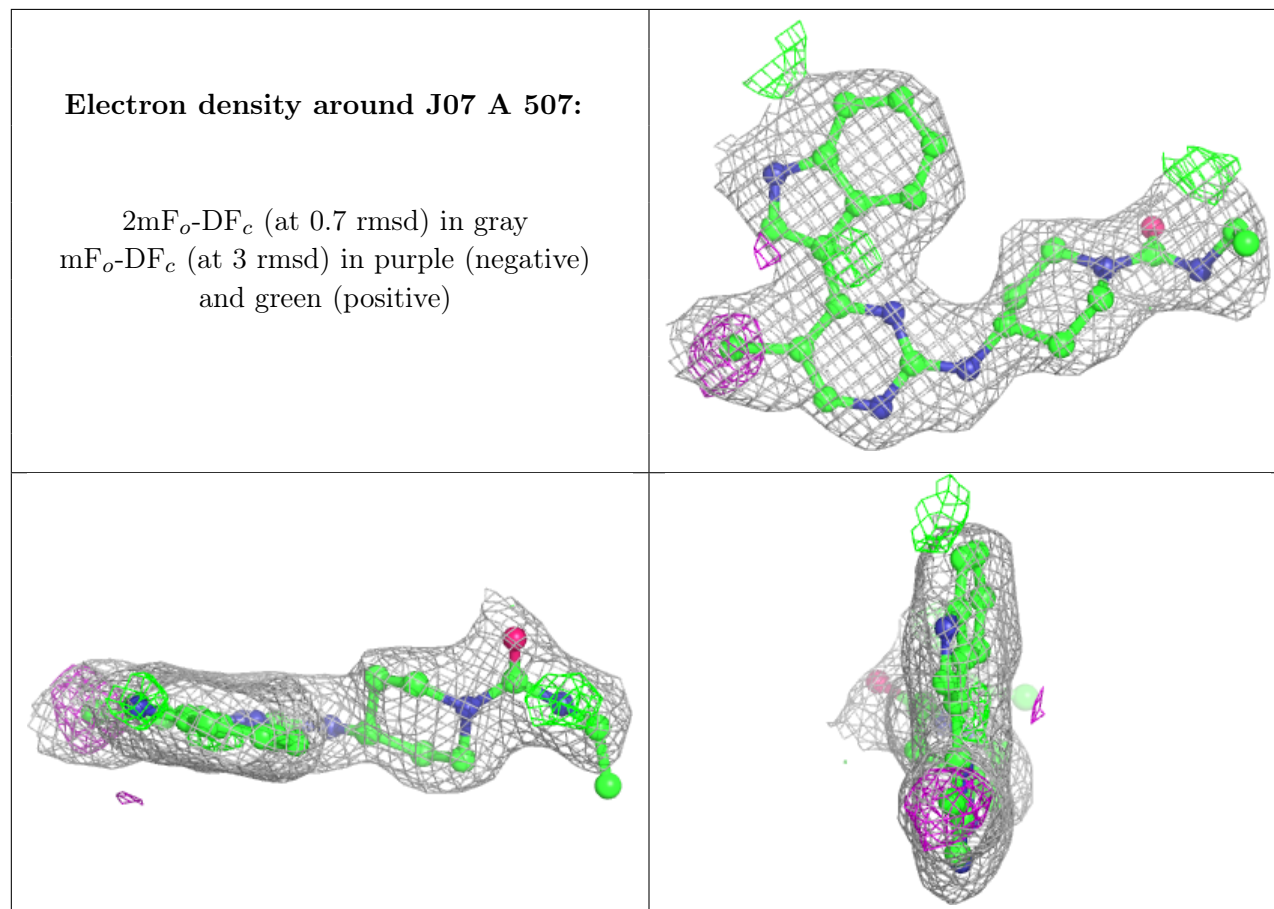 Electron density around J07 A 507:
2mFo-DFc (at 0.7 rmsd) in gray
mFo-DFc (at 3 rmsd) in purple (negative)
and green (positive)